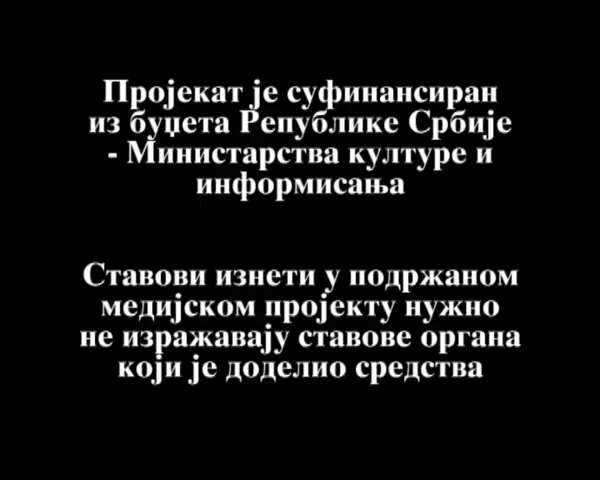 Пројекат је суфинансиран
из буџета Републике Србије
- Министарства културе и
информисања
Ставови изнети у подржаном
медијском пројекту нужно
не изражавају ставове органа
који је доделио средства